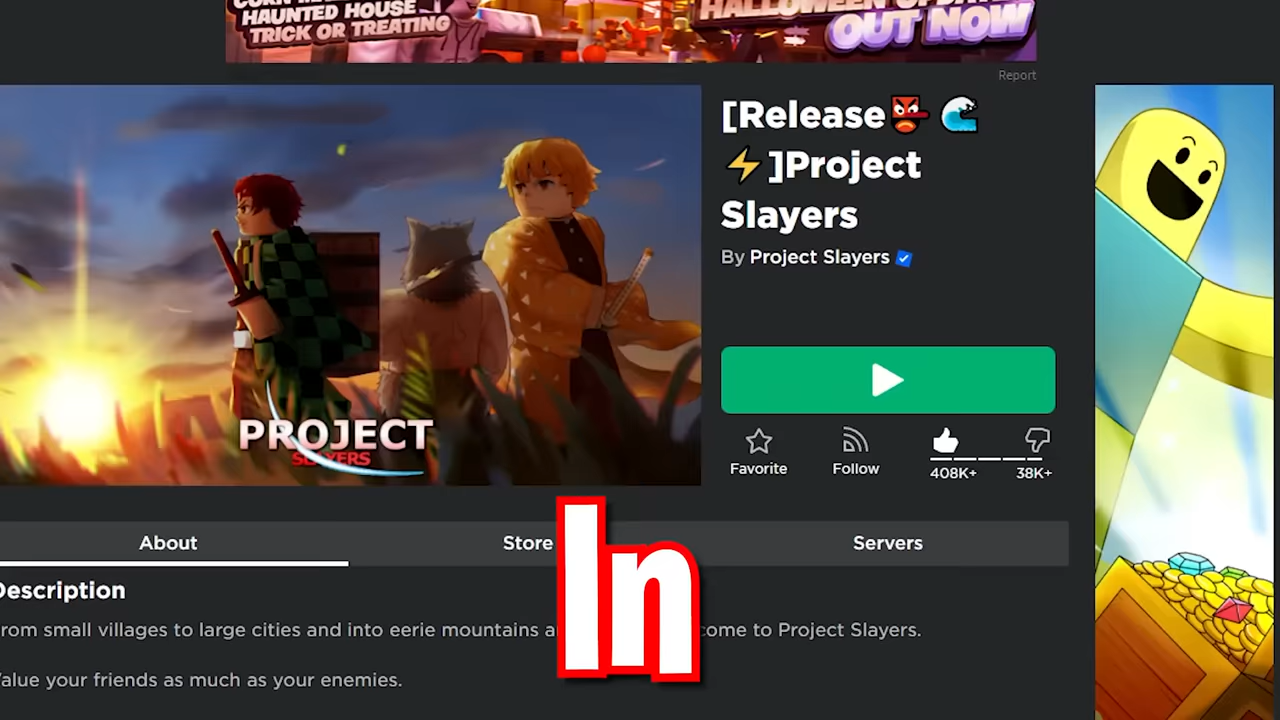 HAUNTED HOUSE
TRICK OR TREATING
OUT NOW
Report
[Release👺 🌊
⚡]Project
Slayers
By Project Slayers
PROJECT
SLAYERS
Favorite
Follow
408K+
38K+
About
Store
Servers
In
Description
rom small villages to large cities and into eerie mountains a
come to Project Slayers.
alue your friends as much as your enemies.